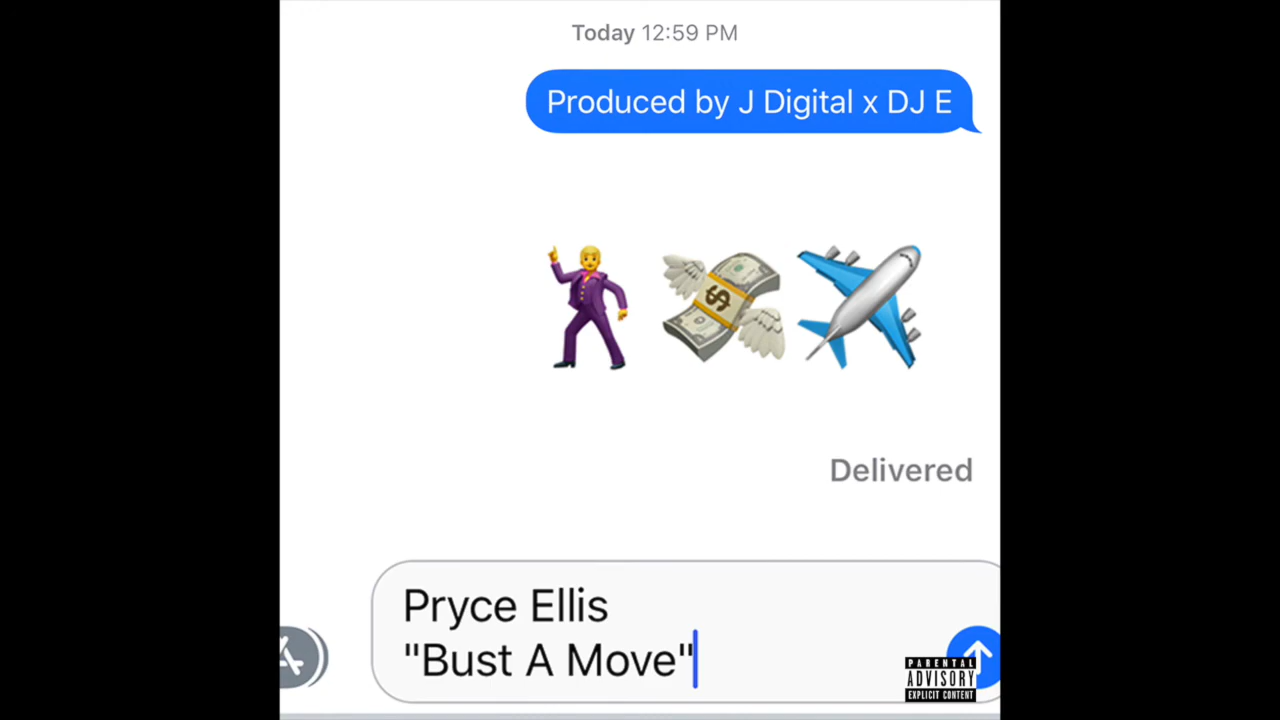 Today 12:59 PM
Produced by J Digital x DJ E
Delivered
Pryce Ellis
"Bust A Move"
PARENTAL
ADVISORY
EXPLICIT CONTENT